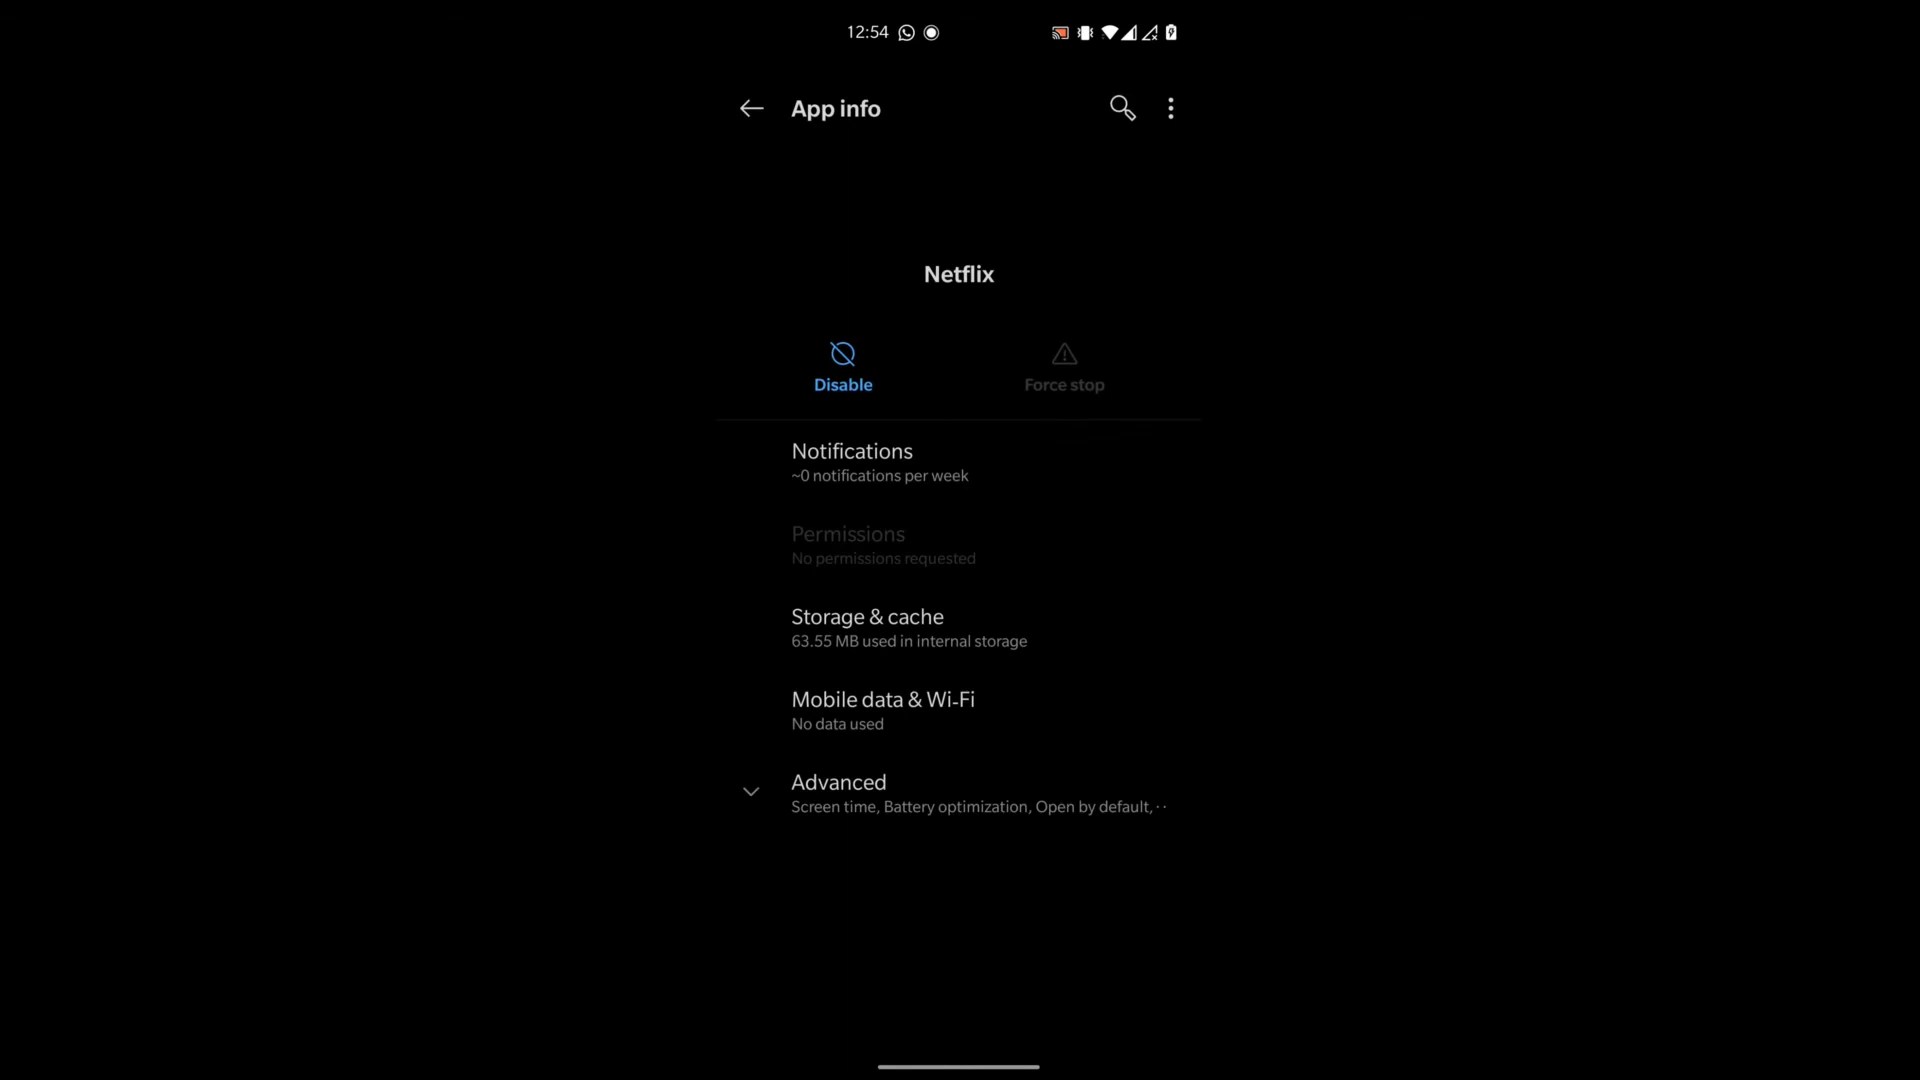 12:54
App info
Netflix
Disable
Force stop
Notifications
~0 notifications per week
Permissions
No permissions requested
Storage & cache
63.55 MB used in internal storage
Mobile data & Wi-Fi
No data used
Advanced
Screen time, Battery optimization, Open by default, ··